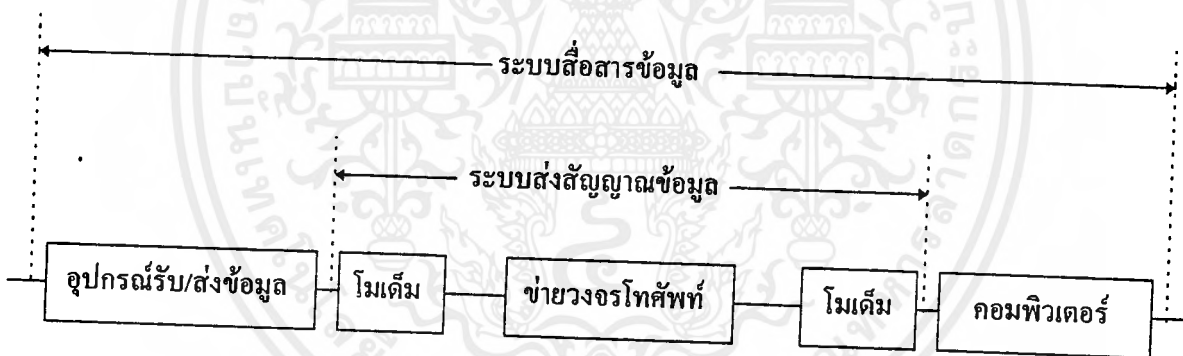 ระบบสื่อสารข้อมูล
ระบบส่งสัญญาณข้อมูล
อุปกรณ์รับ/ส่งข้อมูล โมเด็ม ข่ายวงจรโทศัพท์ โมเด็ม คอมพิวเตอร์